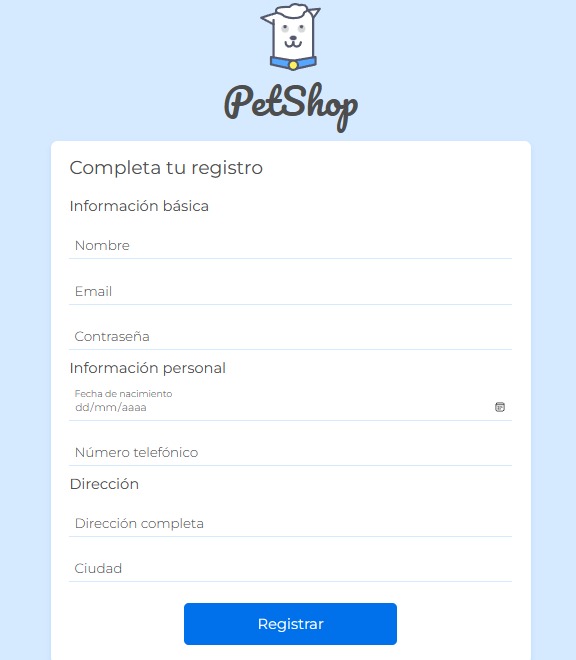 PetShop
Completa tu registro
Información básica
Nombre
Email
Contraseña
Información personal
Fecha de nacimiento
dd/mm/aaaa
Número telefónico
Dirección
Dirección completa
Ciudad
Registrar